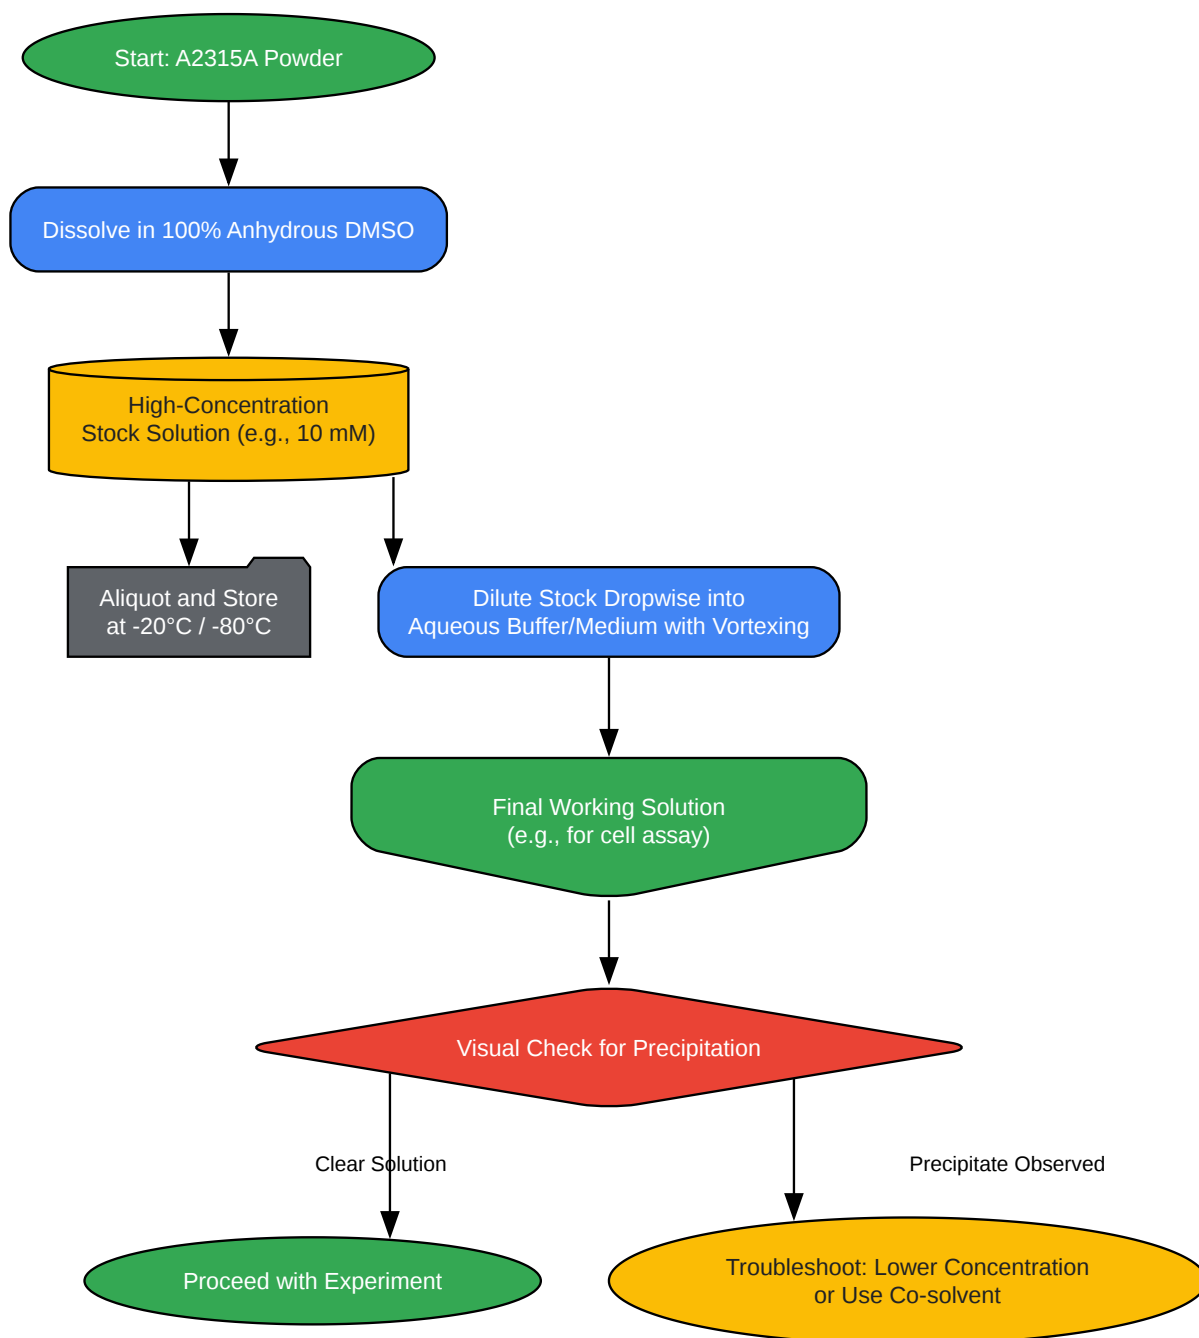 Start: A2315A Powder
Dissolve in 100% Anhydrous DMSO
High-Concentration
Stock Solution (e.g., 10 mM)
Aliquot and Store
at -20°C / -80°C
Dilute Stock Dropwise into
Aqueous Buffer/Medium with Vortexing
Final Working Solution
(e.g., for cell assay)
Visual Check for Precipitation
Clear Solution
Precipitate Observed
Proceed with Experiment
Troubleshoot: Lower Concentration
or Use Co-solvent